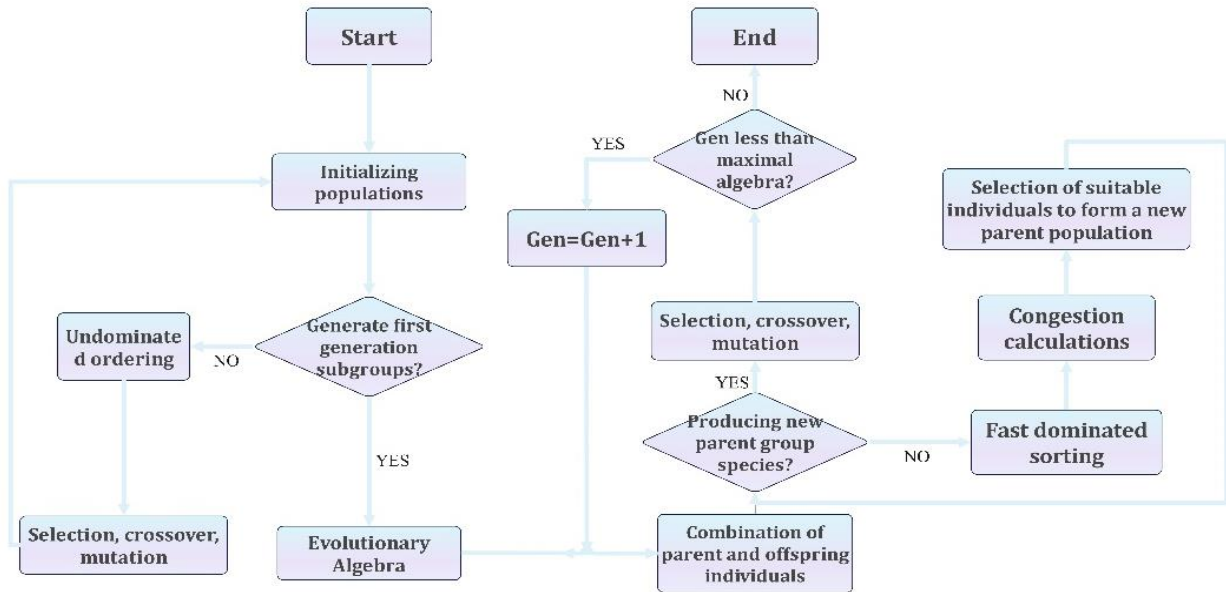 Start
Initializing
populations
Generate first
generation
subgroups?
NO
Undominate
d ordering
Selection, crossover,
mutation
YES
Evolutionary
Algebra
End
NO
Gen less than
maximal
algebra?
YES
Gen=Gen+1
Selection, crossover,
mutation
YES
Producing new
parent group
species?
NO
Combination of
parent and offspring
individuals
Selection of suitable
individuals to form a new
parent population
Congestion
calculations
Fast dominated
sorting